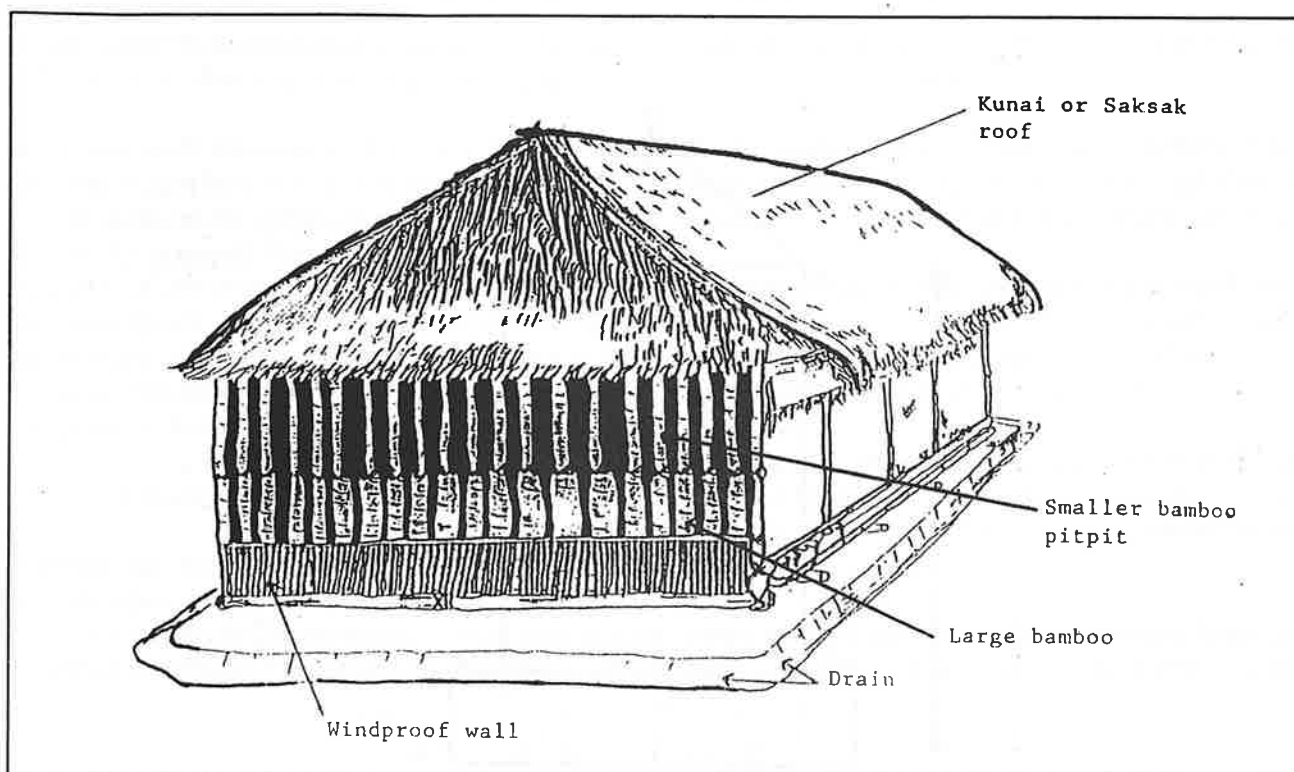 Kunai or Saksak
roof
Smaller bamboo
pitpit
Large bamboo
Drain
Windproof wall